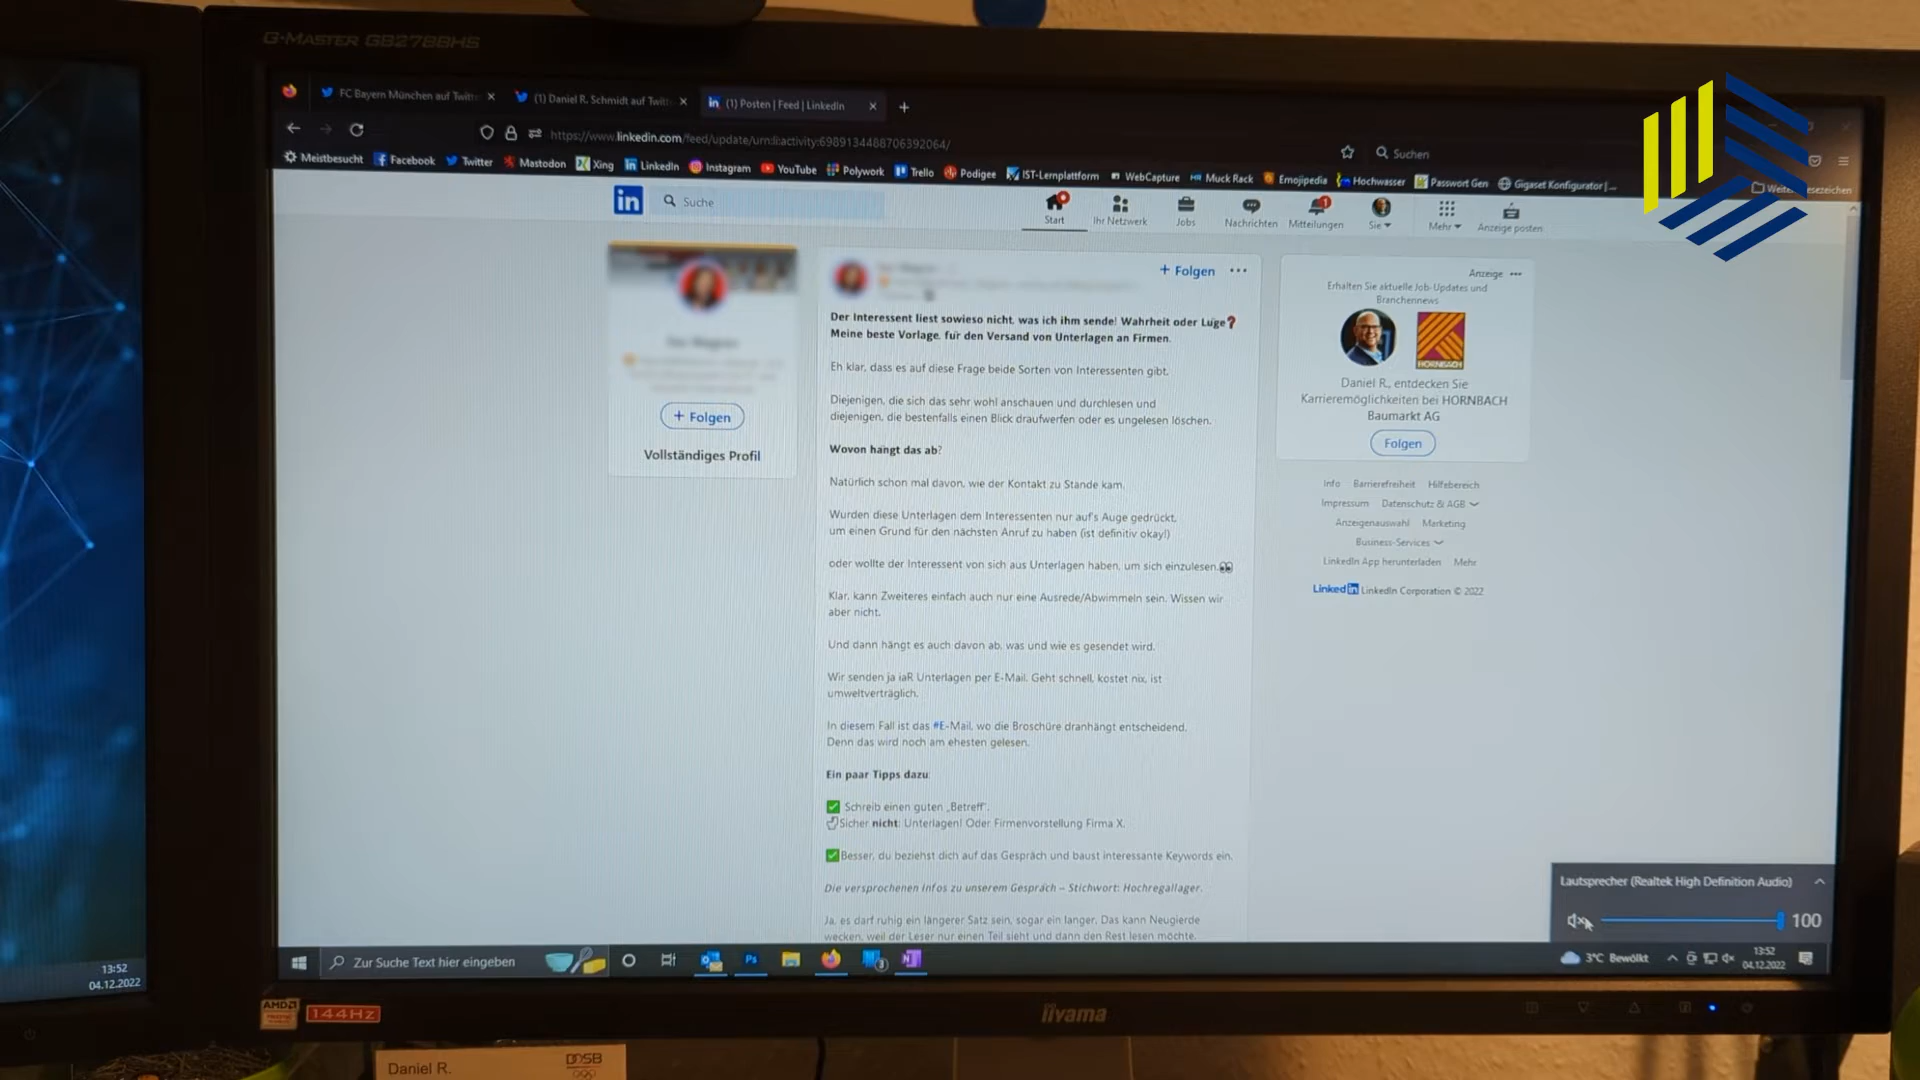 G-MASTER GB2788HS
FC Bayern München auf Twitt
(1) Daniel R. Schmidt auf Twitt
(1) Posten | Feed | LinkedIn
https://www.linkedin.com/feed/update/urn:li:activity:6989134488706392064/
Suchen
Meistbesucht
Facebook
Twitter
Mastodon
Xing
LinkedIn
Instagram
YouTube
Polywork
Trello
Podigee
IST-Lernplattform
WebCapture
Muck Rack
Emojipedia
Hochwasser
Passwort Gen
Gigaset Konfigurator |...
in
Suche
Start
Ihr Netzwerk
Jobs
Nachrichten
Mitteilungen
Sie
Mehr
Anzeige posten
+ Folgen
Vollständiges Profil
+ Folgen
Der Interessent liest sowieso nicht, was ich ihm sende! Wahrheit oder Lüge❓
Meine beste Vorlage, für den Versand von Unterlagen an Firmen.
Eh klar, dass es auf diese Frage beide Sorten von Interessenten gibt.
Diejenigen, die sich das sehr wohl anschauen und durchlesen und
diejenigen, die bestenfalls einen Blick draufwerfen oder es ungelesen löschen.
Wovon hängt das ab?
Natürlich schon mal davon, wie der Kontakt zu Stande kam.
Wurden diese Unterlagen dem Interessenten nur auf's Auge gedrückt,
um einen Grund für den nächsten Anruf zu haben (ist definitiv okay!)
oder wollte der Interessent von sich aus Unterlagen haben, um sich einzulesen.👀
Klar, kann Zweiteres einfach auch nur eine Ausrede/Abwimmeln sein. Wissen wir
aber nicht.
Und dann hängt es auch davon ab, was und wie es gesendet wird.
Wir senden ja iaR Unterlagen per E-Mail. Geht schnell, kostet nix, ist
umweltverträglich.
In diesem Fall ist das #E-Mail, wo die Broschüre dranhängt entscheidend.
Denn das wird noch am ehesten gelesen.
Ein paar Tipps dazu:
✅ Schreib einen guten „Betreff".
Sicher nicht: Unterlagen! Oder Firmenvorstellung Firma X.
✅Besser, du beziehst dich auf das Gespräch und baust interessante Keywords ein.
Die versprochenen Infos zu unserem Gespräch – Stichwort: Hochregallager.
Ja, es darf ruhig ein längerer Satz sein, sogar ein langer. Das kann Neugierde
wecken, weil der Leser nur einen Teil sieht und dann den Rest lesen möchte.
Anzeige
Erhalten Sie aktuelle Job-Updates und
Branchennews
HORNBACH
Daniel R., entdecken Sie
Karrieremöglichkeiten bei HORNBACH
Baumarkt AG
Folgen
Info Barrierefreiheit Hilfebereich
Impressum Datenschutz & AGB
Anzeigenauswahl Marketing
Business-Services
LinkedIn App herunterladen Mehr
LinkedIn LinkedIn Corporation © 2022
Lautsprecher (Realtek High Definition Audio)
100
Zur Suche Text hier eingeben
Ps
3°C Bewölkt
13:52
04.12.2022
13:52
04.12.2022
AMD
144Hz
iiyama
Daniel R.
DOSB